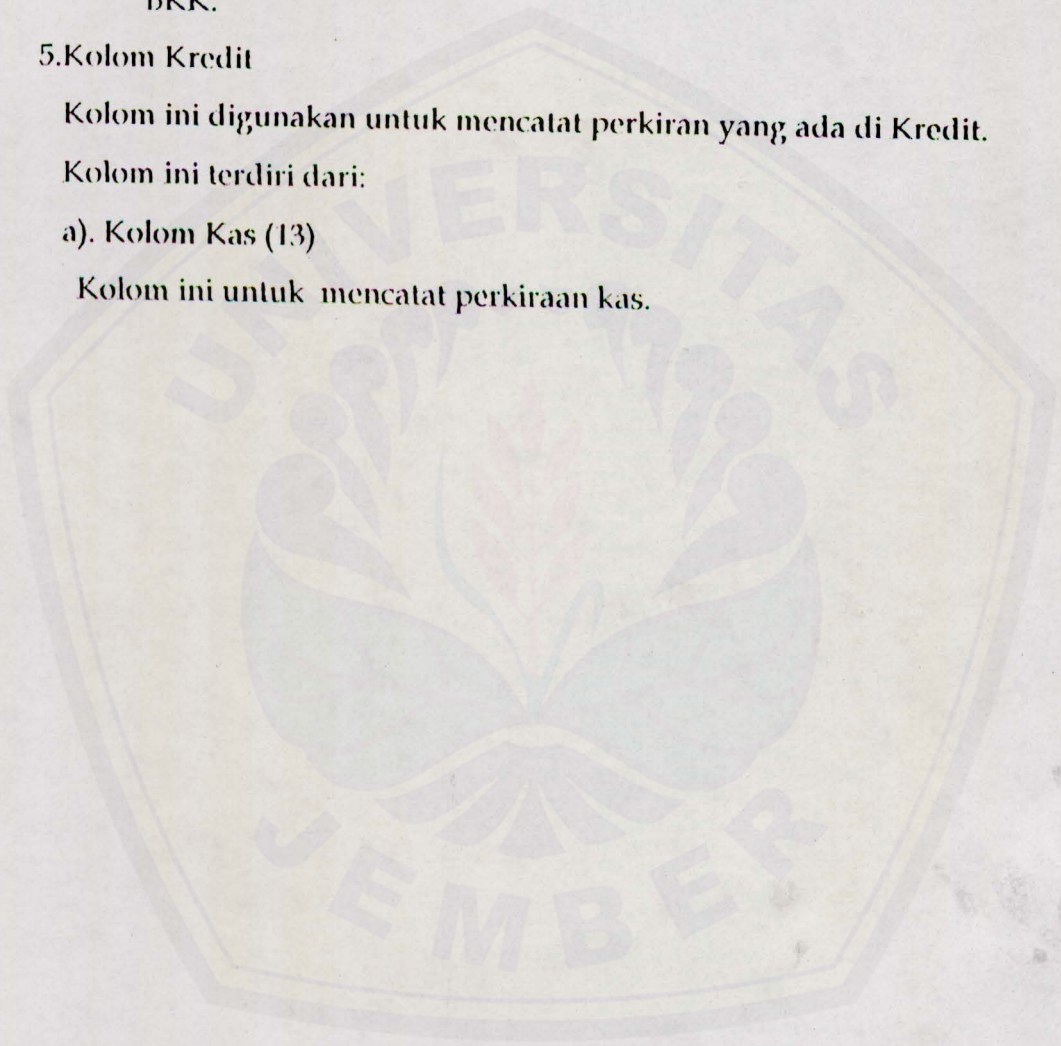 BKK.
5.Kolom Kredit
Kolom ini digunakan untuk mencatat perkiran yang ada di Kredit.
Kolom ini terdiri dari:
a). Kolom Kas (13)
Kolom ini untuk mencatat perkiraan kas.
UNIVERSITAS
JEMBER